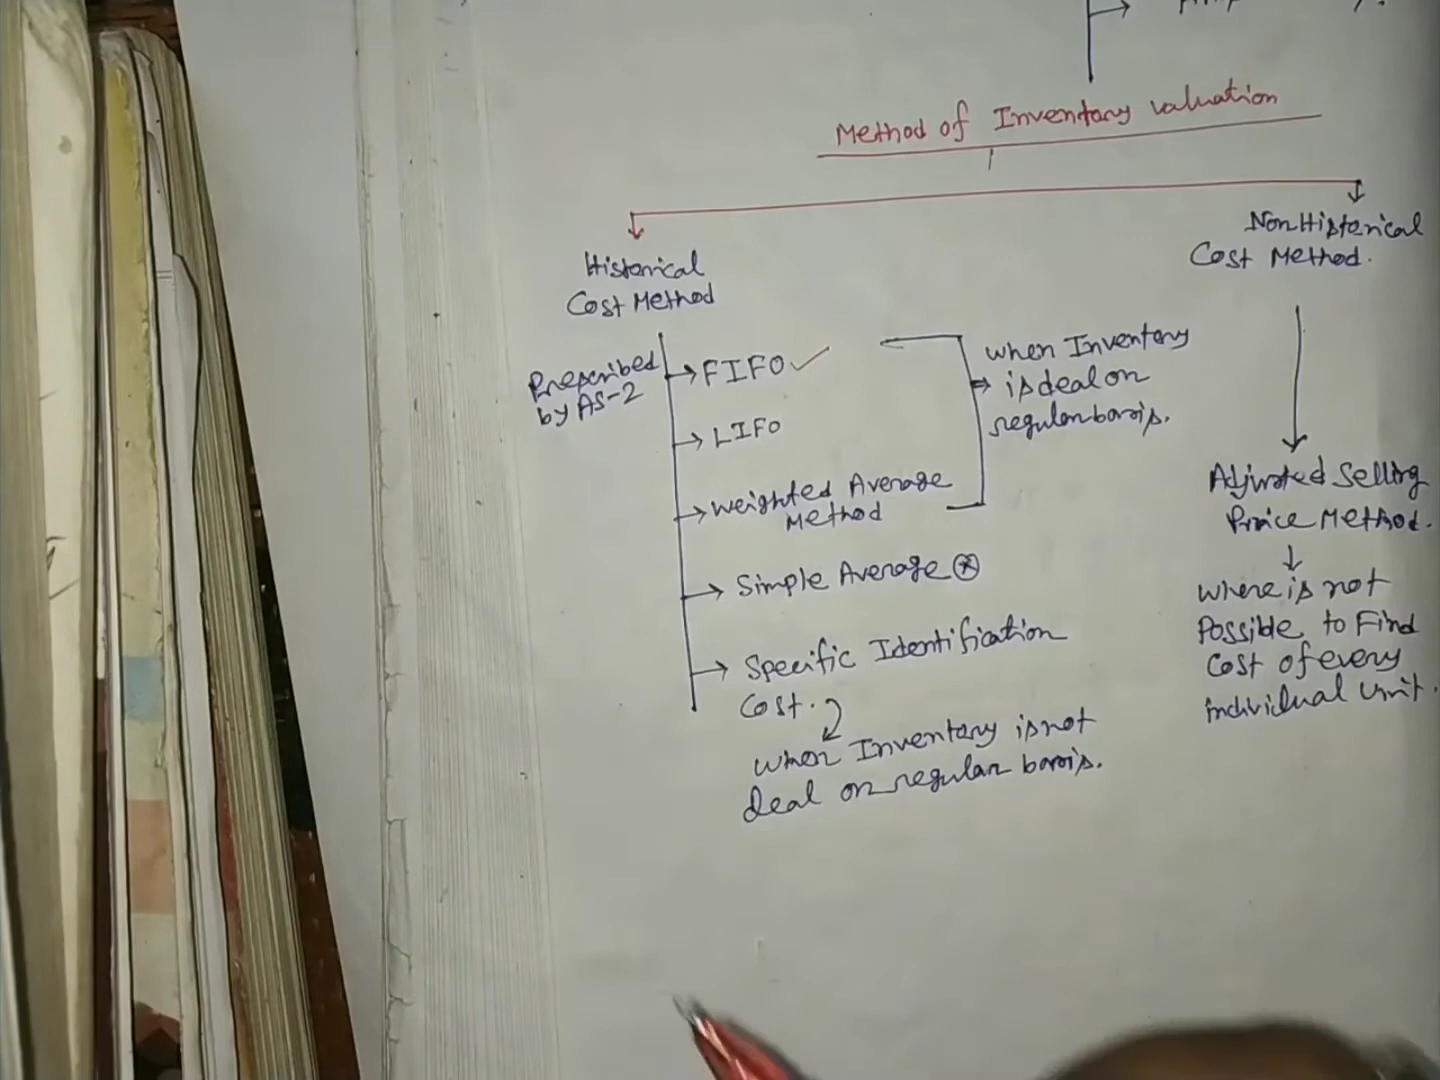 Method of Inventory valuation
Historical
Cost Method
Non Historical
Cost Method.
Prescribed
by AS-2
FIFO ✓
LIFO
Weighted Average
Method
Simple Average
Specific Identification
Cost.
when Inventory is not
deal on regular basis.
when Inventory
is deal on
regular basis.
Adjusted Selling
Price Method.
where is not
Possible to Find
Cost of every
individual Unit.